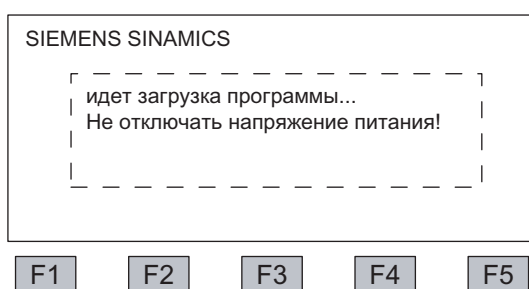 SIEMENS SINAMICS
идет загрузка программы...
Не отключать напряжение питания!
F1 F2 F3 F4 F5